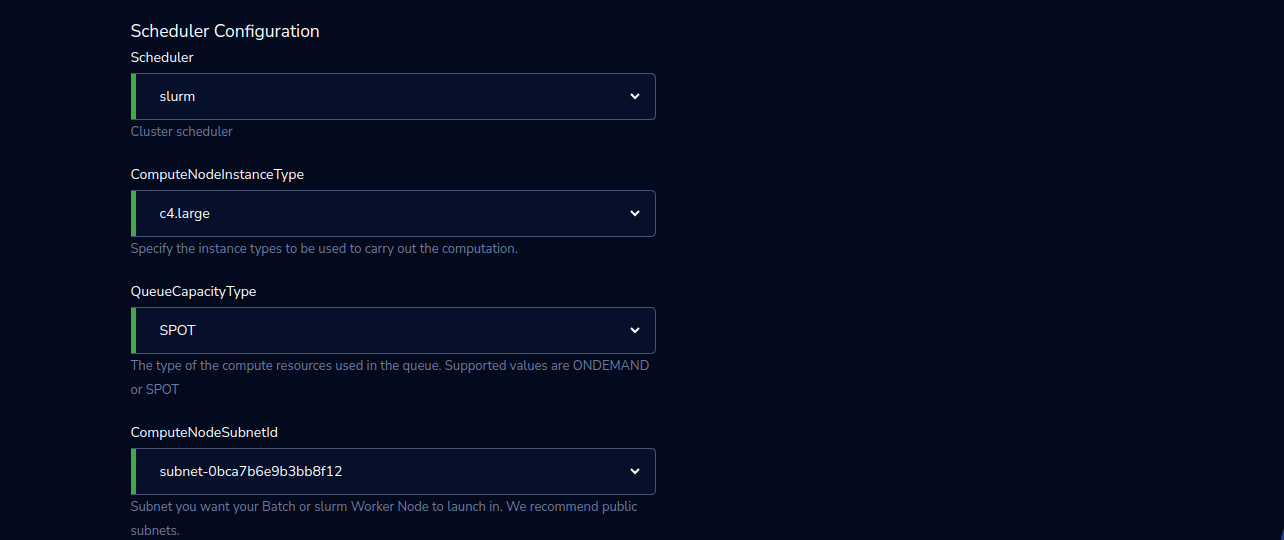 Scheduler Configuration
Scheduler
slurm
Cluster scheduler
ComputeNodeInstanceType
c4.large
Specify the instance types to be used to carry out the computation.
QueueCapacityType
SPOT
The type of the compute resources used in the queue. Supported values are ONDEMAND
or SPOT
ComputeNodeSubnetId
subnet-0bca7b6e9b3bb8f12
Subnet you want your Batch or slurm Worker Node to launch in. We recommend public
subnets.